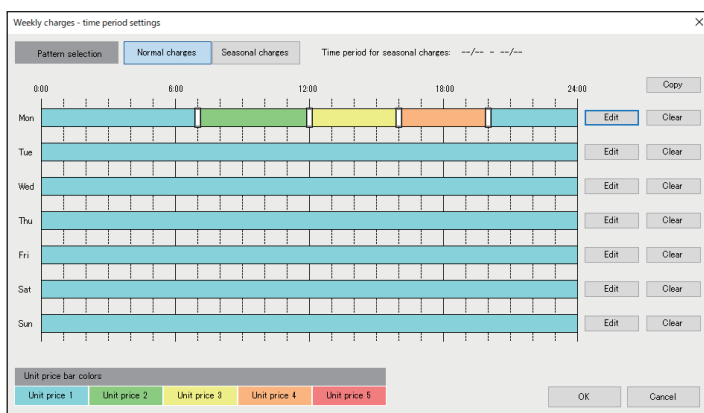 Weekly charges - time period settings
Pattern selection Normal charges Seasonal charges Time period for seasonal charges: --/-- - --/--
Copy
0:00 6:00 12:00 18:00 24:00
Mon Edit Clear
Tue Edit Clear
Wed Edit Clear
Thu Edit Clear
Fri Edit Clear
Sat Edit Clear
Sun Edit Clear
Unit price bar colors
Unit price 1 Unit price 2 Unit price 3 Unit price 4 Unit price 5
OK Cancel